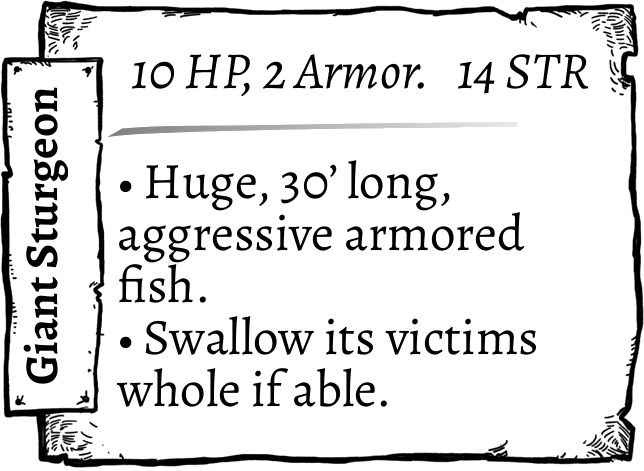 Giant Sturgeon
10 HP, 2 Armor. 14 STR
• Huge, 30’ long,
aggressive armored
fish.
• Swallow its victims
whole if able.